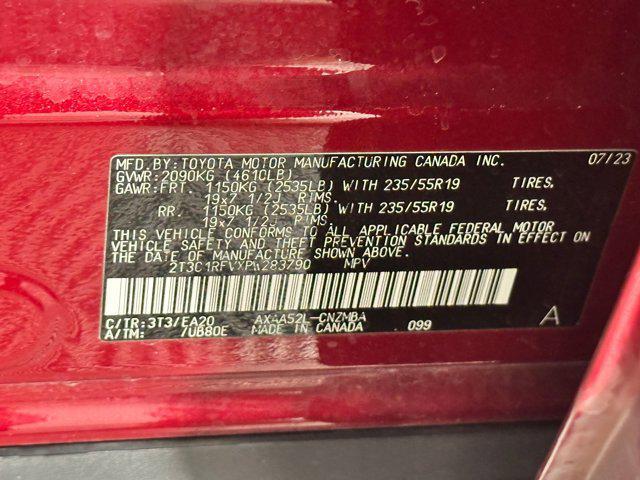 MFD. BY: TOYOTA MOTOR MANUFACTURING CANADA INC. 07/23
GVWR: 2090KG (4610LB)
GAWR: FRT. 1150KG (2535LB) WITH 235/55R19 TIRES,
19x7 1/2J RIMS.
RR. 1150KG (2535LB) WITH 235/55R19 TIRES,
19x7 1/2J RIMS.
THIS VEHICLE CONFORMS TO ALL APPLICABLE FEDERAL MOTOR
VEHICLE SAFETY AND THEFT PREVENTION STANDARDS IN EFFECT ON
THE DATE OF MANUFACTURE SHOWN ABOVE.
MPV
C/TR: 3T3/EA20 AXAA52L-CNZMBA A
A/TM: /UB80E MADE IN CANADA 099